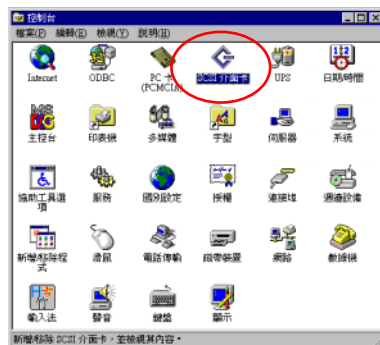 控制台
檔案(F) 編輯(E) 檢視(V) 說明(H)
Internet ODBC PC 卡 (PCMCIA) SCSI 介面卡 UPS 日期/時間
主控台 印表機 多媒體 字型 伺服器 系統
協助工具選項 服務 國別設定 授權 連接埠 週邊設備
新增/移除程式 滑鼠 電話傳輸 磁帶裝置 網路 數據機
輸入法 聲音 鍵盤 顯示
新增/移除 SCSI 介面卡，並檢視其內容。